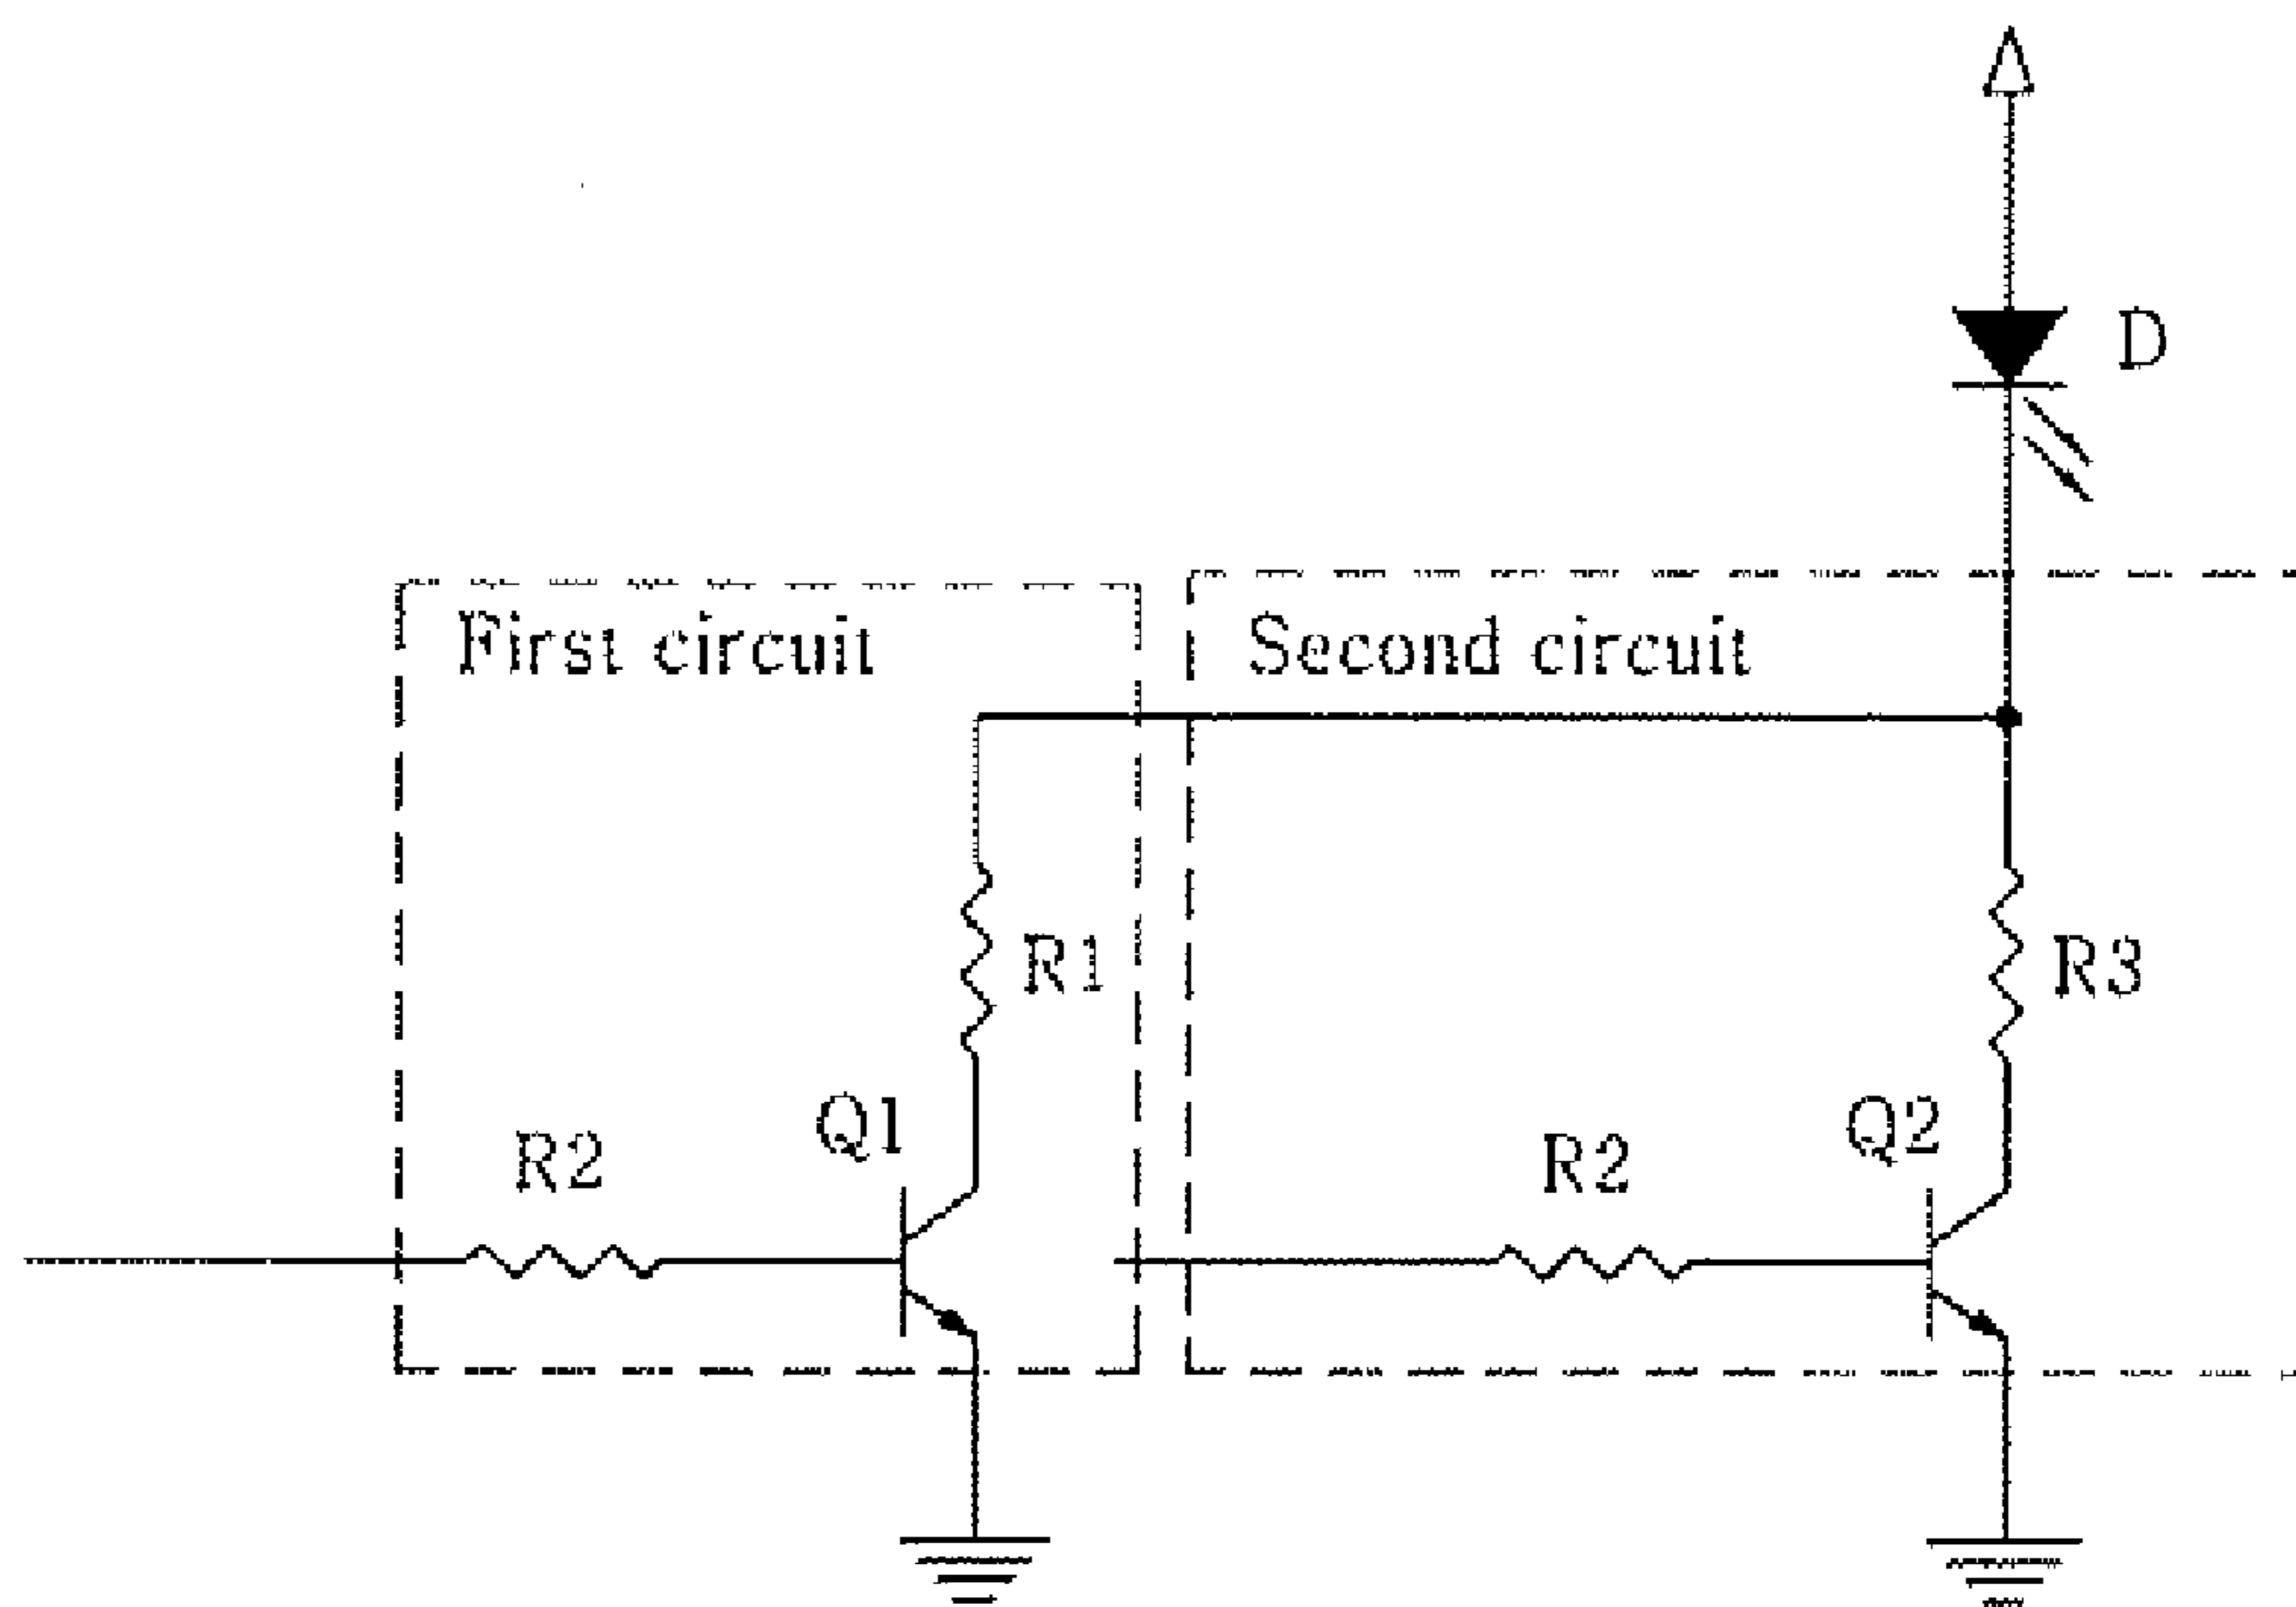 D
First circuit
Second circuit
R1
R3
Q1
Q2
R2
R2